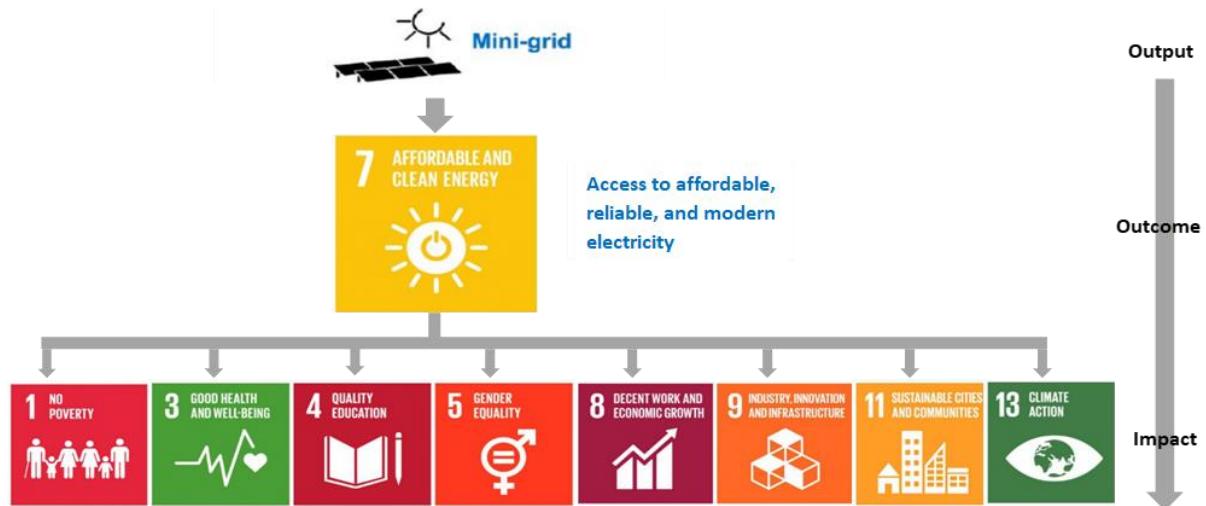 Mini-grid
Output
7 AFFORDABLE AND
CLEAN ENERGY
Access to affordable,
reliable, and modern
electricity
Outcome
1 NO
POVERTY
3 GOOD HEALTH
AND WELL-BEING
4 QUALITY
EDUCATION
5 GENDER
EQUALITY
8 DECENT WORK AND
ECONOMIC GROWTH
9 INDUSTRY, INNOVATION
AND INFRASTRUCTURE
11 SUSTAINABLE CITIES
AND COMMUNITIES
13 CLIMATE
ACTION
Impact